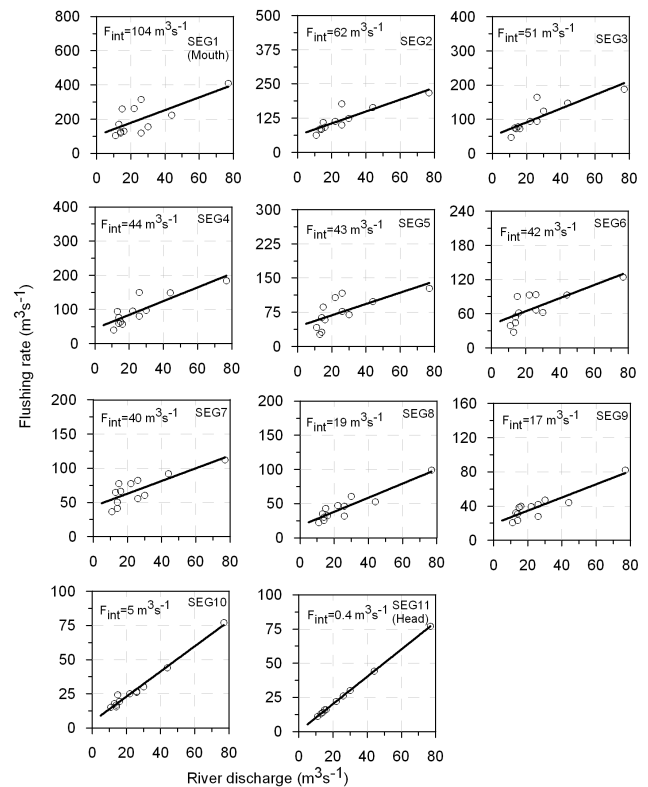 800
600
400
200
0
F_int=104 m³s⁻¹
SEG1
(Mouth)
0 20 40 60 80
500
375
250
125
0
F_int=62 m³s⁻¹
SEG2
0 20 40 60 80
400
300
200
100
0
F_int=51 m³s⁻¹
SEG3
0 20 40 60 80
Flushing rate (m³s⁻¹)
400
300
200
100
0
F_int=44 m³s⁻¹
SEG4
0 20 40 60 80
300
225
150
75
0
F_int=43 m³s⁻¹
SEG5
0 20 40 60 80
240
180
120
60
0
F_int=42 m³s⁻¹
SEG6
0 20 40 60 80
200
150
100
50
0
F_int=40 m³s⁻¹
SEG7
0 20 40 60 80
200
150
100
50
0
F_int=19 m³s⁻¹
SEG8
0 20 40 60 80
160
120
80
40
0
F_int=17 m³s⁻¹
SEG9
0 20 40 60 80
100
75
50
25
0
F_int=5 m³s⁻¹
SEG10
0 20 40 60 80
100
75
50
25
0
F_int=0.4 m³s⁻¹
SEG11
(Head)
0 20 40 60 80
River discharge (m³s⁻¹)